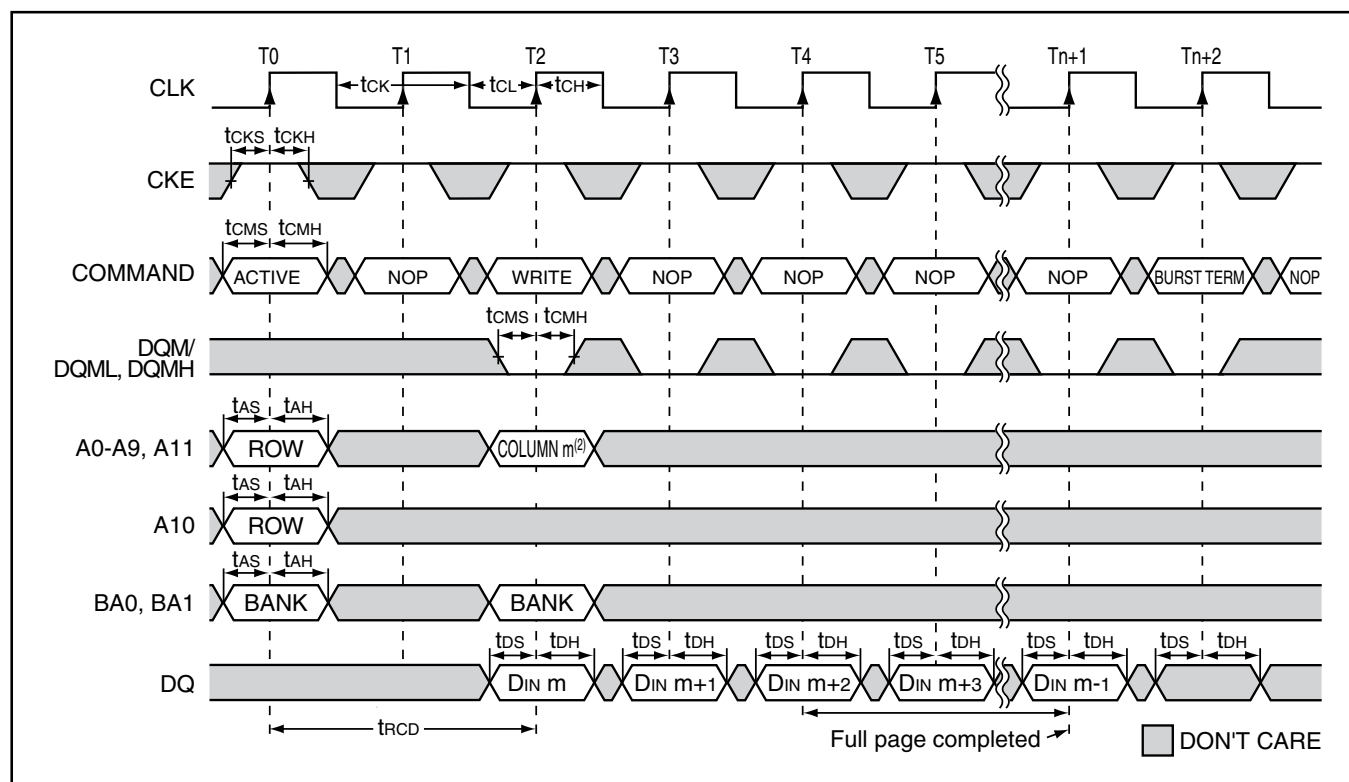 T0 T1 T2 T3 T4 T5 Tn+1 Tn+2
CLK
tCK tCL tCH
tCKS tCKH
CKE
tCMS tCMH
COMMAND
ACTIVE NOP WRITE NOP NOP NOP NOP BURST TERM NOP
tCMS tCMH
DQM/
DQML, DQMH
tAS tAH
A0-A9, A11
ROW COLUMN m(2)
tAS tAH
A10
ROW
tAS tAH
BA0, BA1
BANK BANK
tDS tDH tDS tDH tDS tDH tDS tDH tDS tDH tDS tDH
DQ
DIN m DIN m+1 DIN m+2 DIN m+3 DIN m-1
tRCD
Full page completed
DON'T CARE